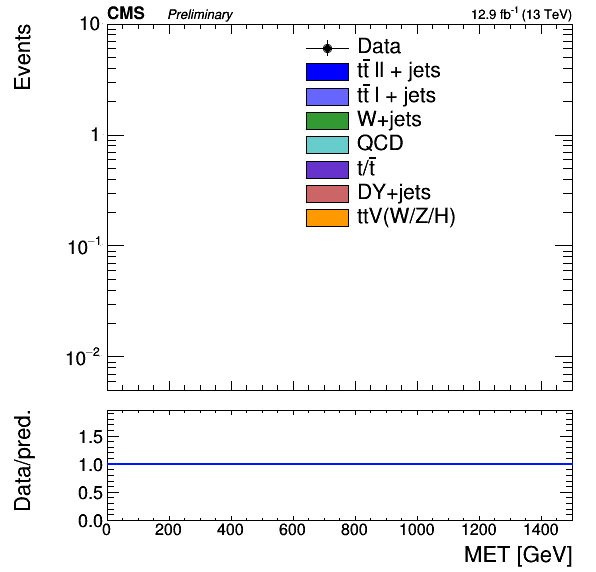 CMS Preliminary 12.9 fb⁻¹ (13 TeV)
Events
10
1
10⁻¹
10⁻²
Data
tt̄ ll + jets
tt̄ l + jets
W+jets
QCD
t/t̄
DY+jets
ttV(W/Z/H)
Data/pred.
1.5
1.0
0.5
0.0
0 200 400 600 800 1000 1200 1400
MET [GeV]